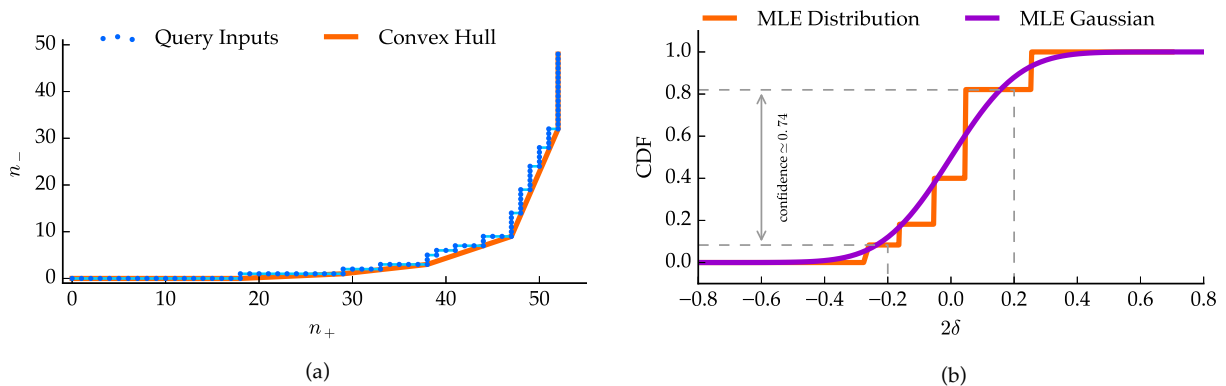 Query Inputs
Convex Hull
50
40
30
20
10
0
n₋
0
10
20
30
40
50
n₊
(a)
MLE Distribution
MLE Gaussian
1.0
0.8
0.6
0.4
0.2
0.0
CDF
confidence≃0.74
−0.8
−0.6
−0.4
−0.2
0.0
0.2
0.4
0.6
0.8
2δ
(b)